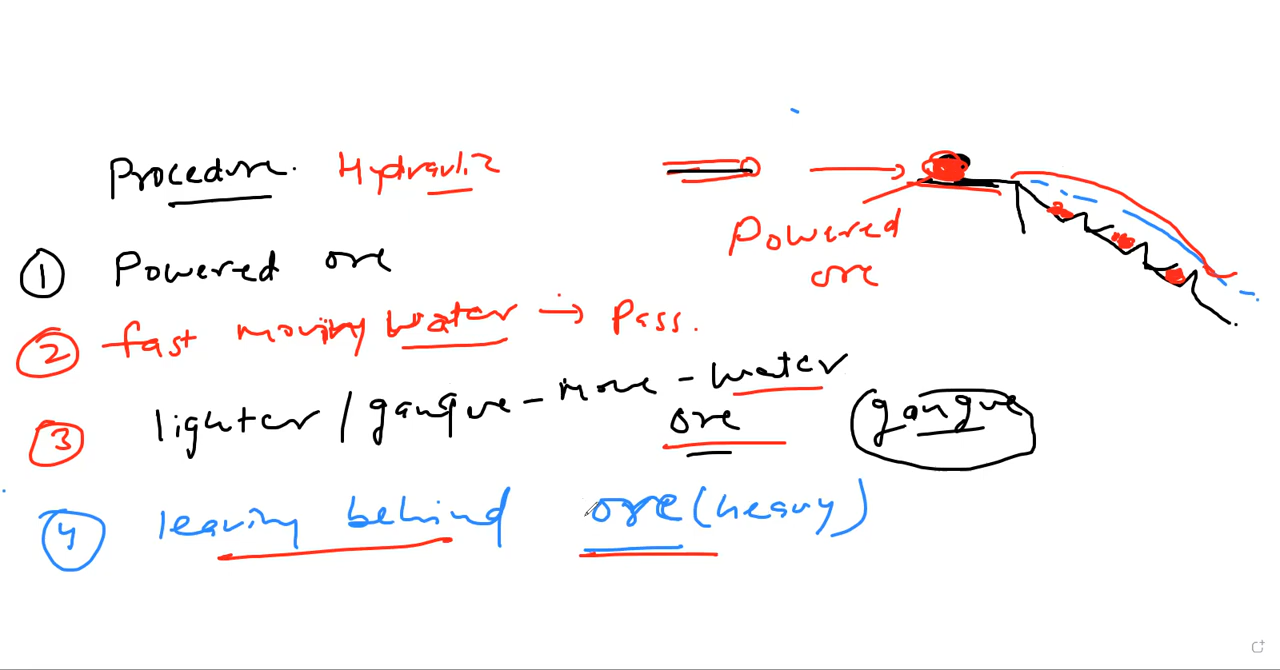 Procedure. Hydraulic
Powered
ore
1 Powered ore
2 fast moving water → Pass.
3 lighter / gangue - move - water
ore
gangue
4 leaving behind ore (heavy)